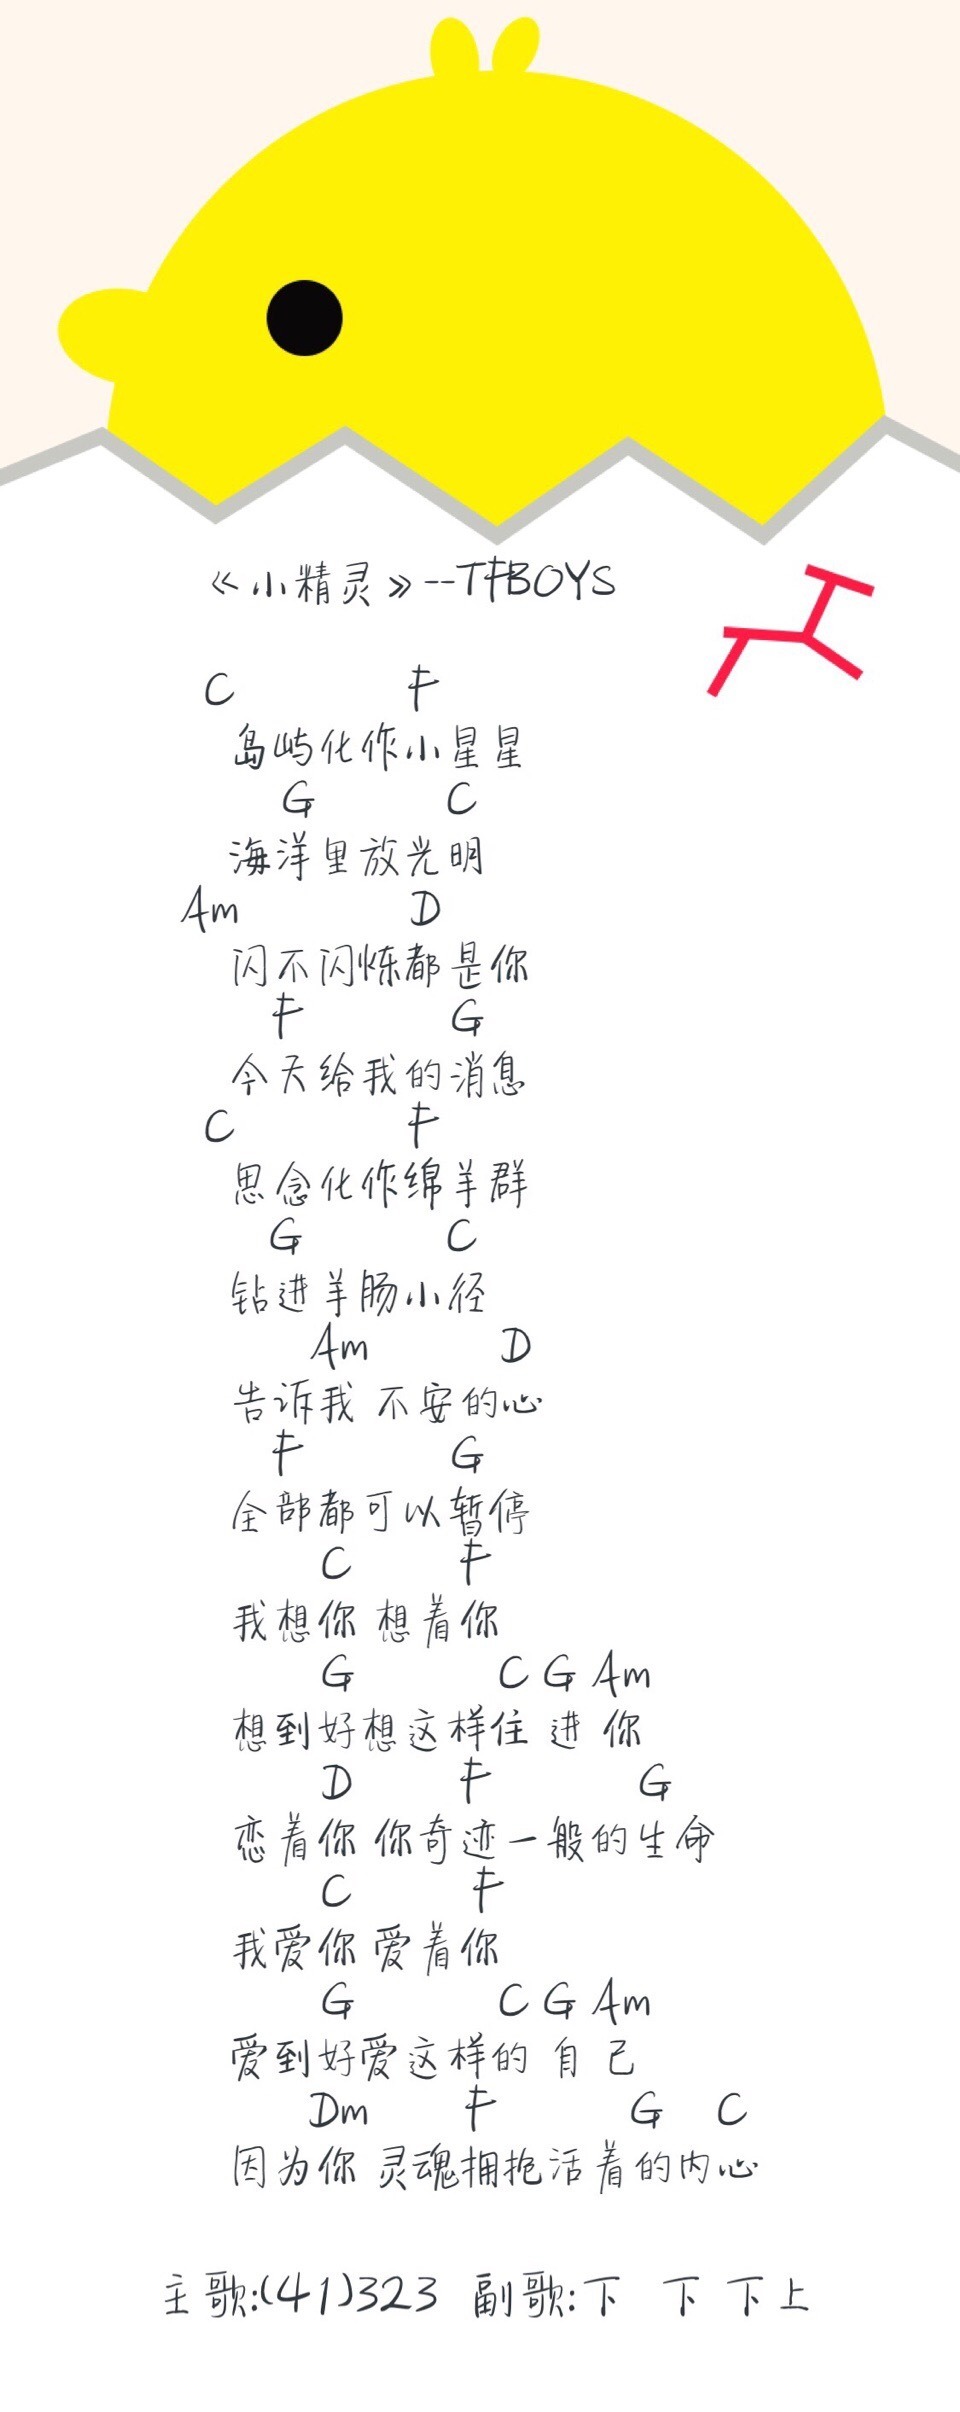 《小精灵》--TFBOYS
C F
岛屿化作小星星
G C
海洋里放光明
Am D
闪不闪烁都是你
F G
今天给我的消息
C F
思念化作绵羊群
G C
钻进羊肠小径
Am D
告诉我 不安的心
F G
全部都可以暂停
C F
我想你 想着你
G C G Am
想到好想这样住 进 你
D F G
恋着你 你奇迹一般的生命
C F
我爱你 爱着你
G C G Am
爱到好爱这样的 自 己
Dm F G C
因为你 灵魂拥抱活着的内心
主歌:(41)323 副歌:下 下 下上